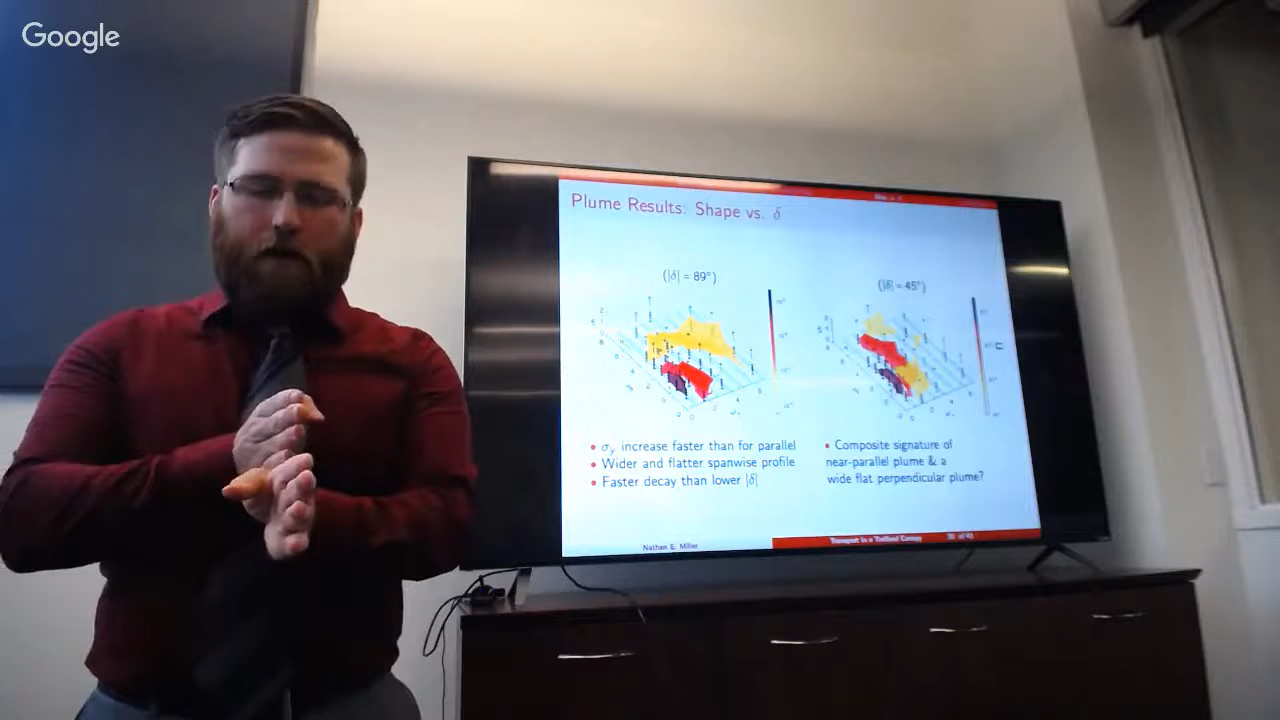 Google
Plume Results: Shape vs. δ
(|δ| = 89°)
(|δ| = 45°)
• σy increase faster than for parallel
• Wider and flatter spanwise profile
• Faster decay than lower |δ|
• Composite signature of
near-parallel plume & a
wide flat perpendicular plume?
Nathan E. Miller
Transport in a Trellised Canopy